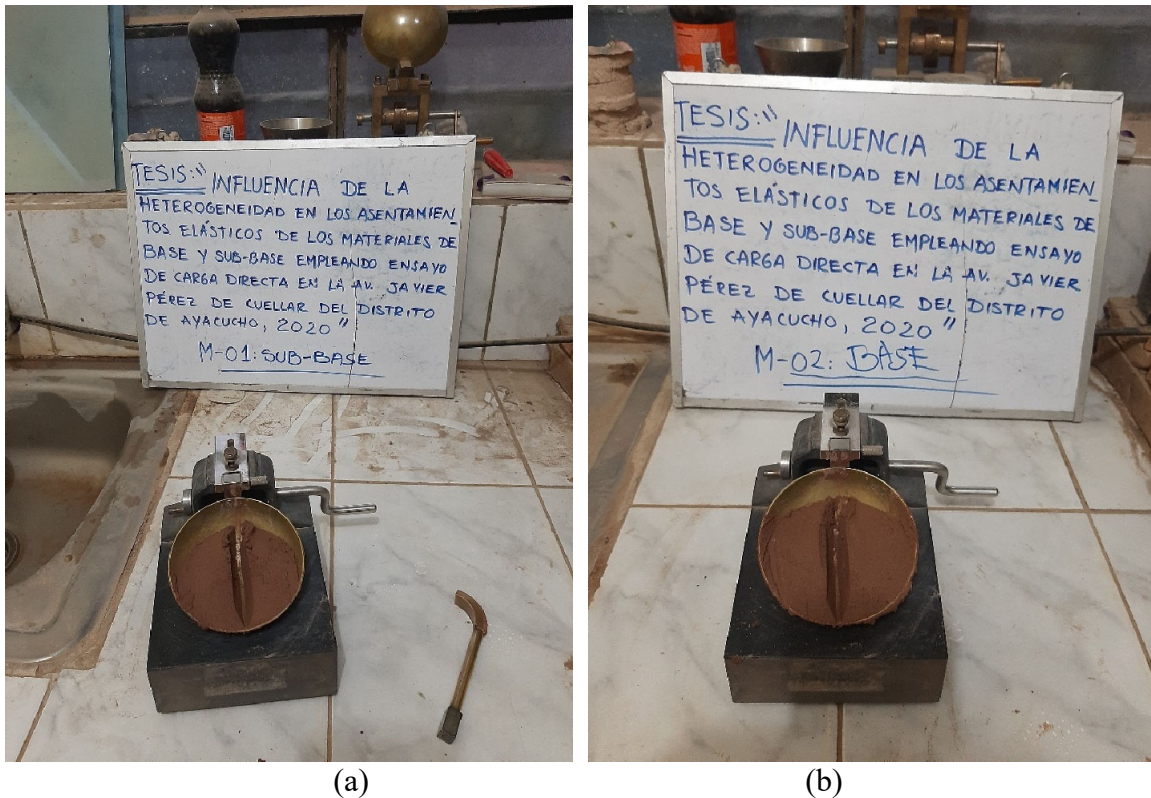 TESIS:" INFLUENCIA DE LA
HETEROGENEIDAD EN LOS ASENTAMIEN_
TOS ELÁSTICOS DE LOS MATERIALES DE
BASE Y SUB-BASE EMPLEANDO ENSAYO
DE CARGA DIRECTA EN LA AV. JAVIER
PÉREZ DE CUELLAR DEL DISTRITO
DE AYACUCHO, 2020"
M-01: SUB-BASE
(a)
TESIS:" INFLUENCIA DE LA
HETEROGENEIDAD EN LOS ASENTAMIEN_
TOS ELÁSTICOS DE LOS MATERIALES DE
BASE Y SUB-BASE EMPLEANDO ENSAYO
DE CARGA DIRECTA EN LA AV. JAVIER
PÉREZ DE CUELLAR DEL DISTRITO
DE AYACUCHO, 2020"
M-02: BASE
(b)